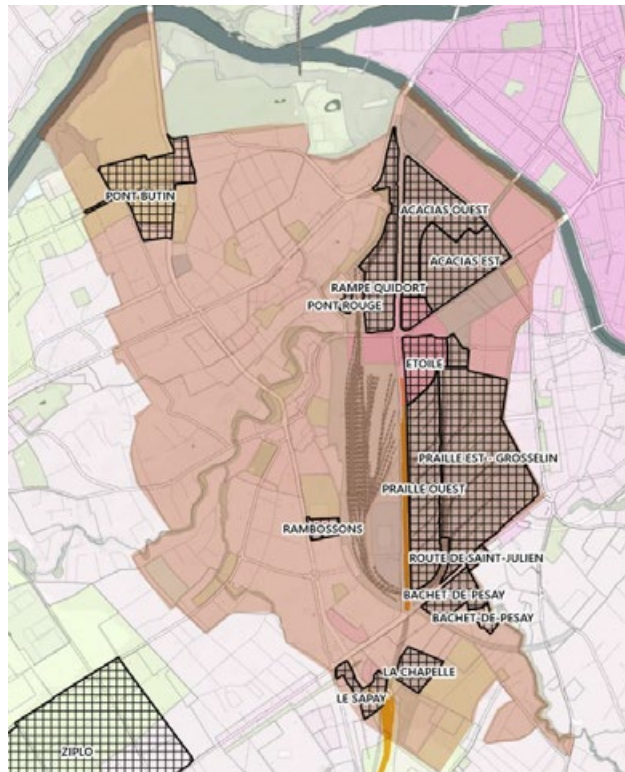 PONT BUTIN
ACACIAS OUEST
ACACIAS EST
RAMPE QUIDORT
PONT ROUGE
ETOILE
PRAILLE EST - GROSSELIN
PRAILLE OUEST
RAMBOSSONS
ROUTE DE SAINT-JULIEN
BACHET-DE-PESAY
BACHET-DE-PESAY
LA CHAPELLE
LE SAPAY
ZIPLO